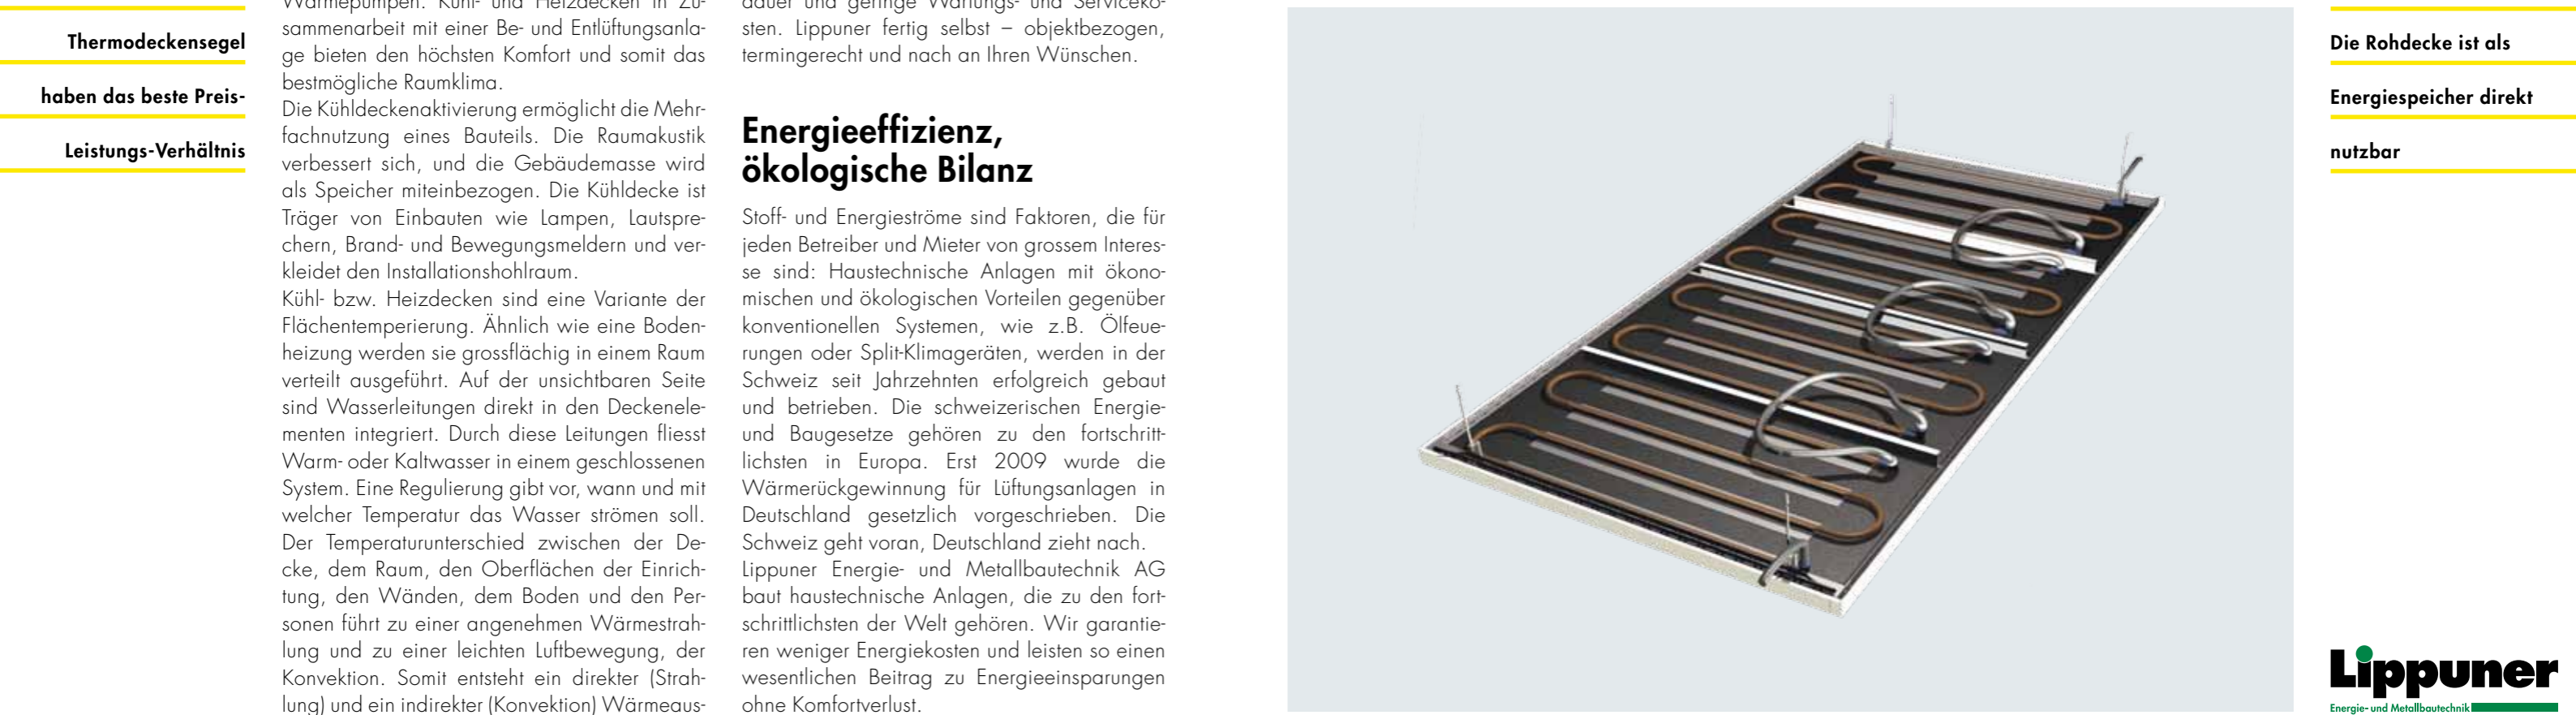 Thermodeckensegel
haben das beste Preis-
Leistungs-Verhältnis
Wärmepumpen. Kühl- und Heizdecken in Zu-
sammenarbeit mit einer Be- und Entlüftungsanla-
ge bieten den höchsten Komfort und somit das
bestmögliche Raumklima.
Die Kühldeckenaktivierung ermöglicht die Mehr-
fachnutzung eines Bauteils. Die Raumakustik
verbessert sich, und die Gebäudemasse wird
als Speicher miteinbezogen. Die Kühldecke ist
Träger von Einbauten wie Lampen, Lautspre-
chern, Brand- und Bewegungsmeldern und ver-
kleidet den Installationshohlraum.
Kühl- bzw. Heizdecken sind eine Variante der
Flächentemperierung. Ähnlich wie eine Boden-
heizung werden sie grossflächig in einem Raum
verteilt ausgeführt. Auf der unsichtbaren Seite
sind Wasserleitungen direkt in den Deckenele-
menten integriert. Durch diese Leitungen fliesst
Warm- oder Kaltwasser in einem geschlossenen
System. Eine Regulierung gibt vor, wann und mit
welcher Temperatur das Wasser strömen soll.
Der Temperaturunterschied zwischen der De-
cke, dem Raum, den Oberflächen der Einrich-
tung, den Wänden, dem Boden und den Per-
sonen führt zu einer angenehmen Wärmestrah-
lung und zu einer leichten Luftbewegung, der
Konvektion. Somit entsteht ein direkter (Strah-
lung) und ein indirekter (Konvektion) Wärmeaus-
dauer und geringe Wartungs- und Serviceko-
sten. Lippuner fertig selbst – objektbezogen,
termingerecht und nach an Ihren Wünschen.
Energieeffizienz,
ökologische Bilanz
Stoff- und Energieströme sind Faktoren, die für
jeden Betreiber und Mieter von grossem Interes-
se sind: Haustechnische Anlagen mit ökono-
mischen und ökologischen Vorteilen gegenüber
konventionellen Systemen, wie z.B. Ölfeue-
rungen oder Split-Klimageräten, werden in der
Schweiz seit Jahrzehnten erfolgreich gebaut
und betrieben. Die schweizerischen Energie-
und Baugesetze gehören zu den fortschritt-
lichsten in Europa. Erst 2009 wurde die
Wärmerückgewinnung für Lüftungsanlagen in
Deutschland gesetzlich vorgeschrieben. Die
Schweiz geht voran, Deutschland zieht nach.
Lippuner Energie- und Metallbautechnik AG
baut haustechnische Anlagen, die zu den fort-
schrittlichsten der Welt gehören. Wir garantie-
ren weniger Energiekosten und leisten so einen
wesentlichen Beitrag zu Energieeinsparungen
ohne Komfortverlust.
Die Rohdecke ist als
Energiespeicher direkt
nutzbar
Lippuner
Energie- und Metallbautechnik